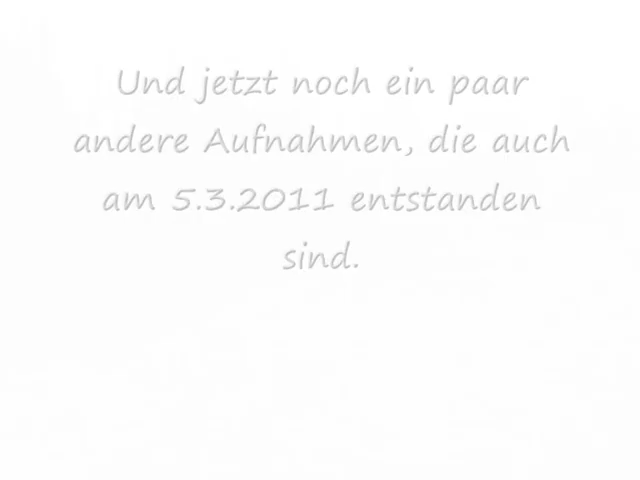 Und jetzt noch ein paar
andere Aufnahmen, die auch
am 5.3.2011 entstanden
sind.